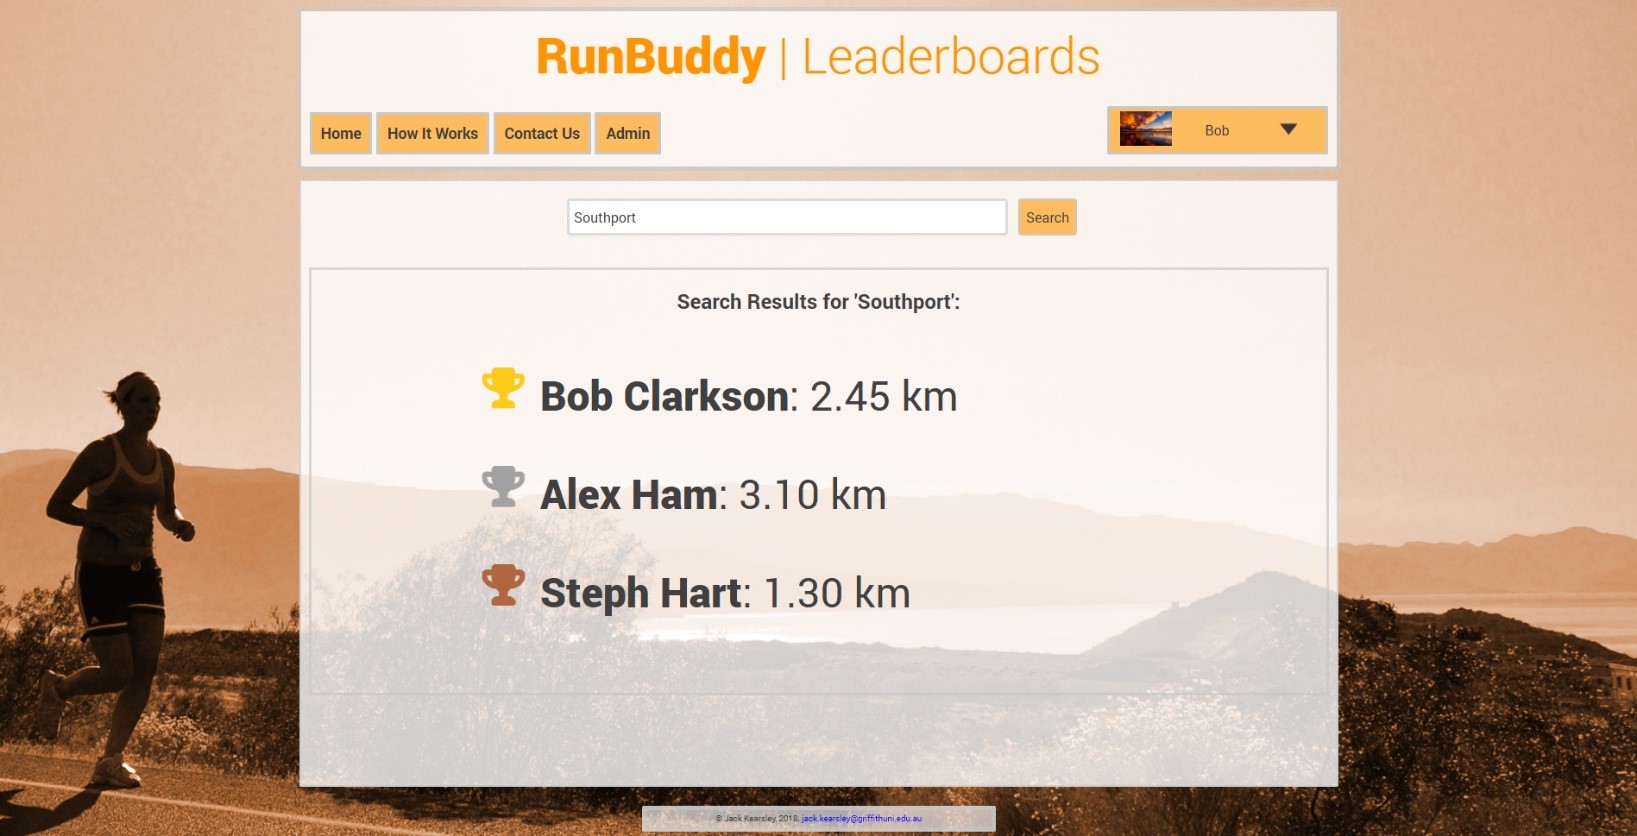 RunBuddy | Leaderboards
Home How It Works Contact Us Admin Bob
Southport Search
Search Results for 'Southport':
Bob Clarkson: 2.45 km
Alex Ham: 3.10 km
Steph Hart: 1.30 km
© Jack Kearsley, 2018. jack.kearsley@griffithuni.edu.au